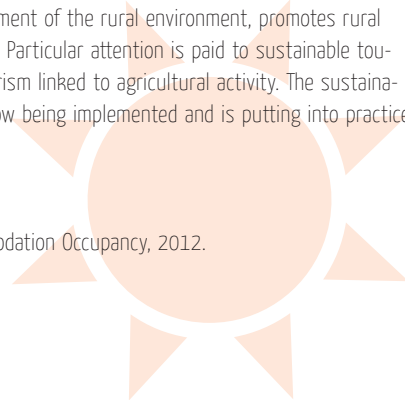 ment of the rural environment, promotes rural
Particular attention is paid to sustainable tou-
rism linked to agricultural activity. The sustaina-
ow being implemented and is putting into practice
odation Occupancy, 2012.